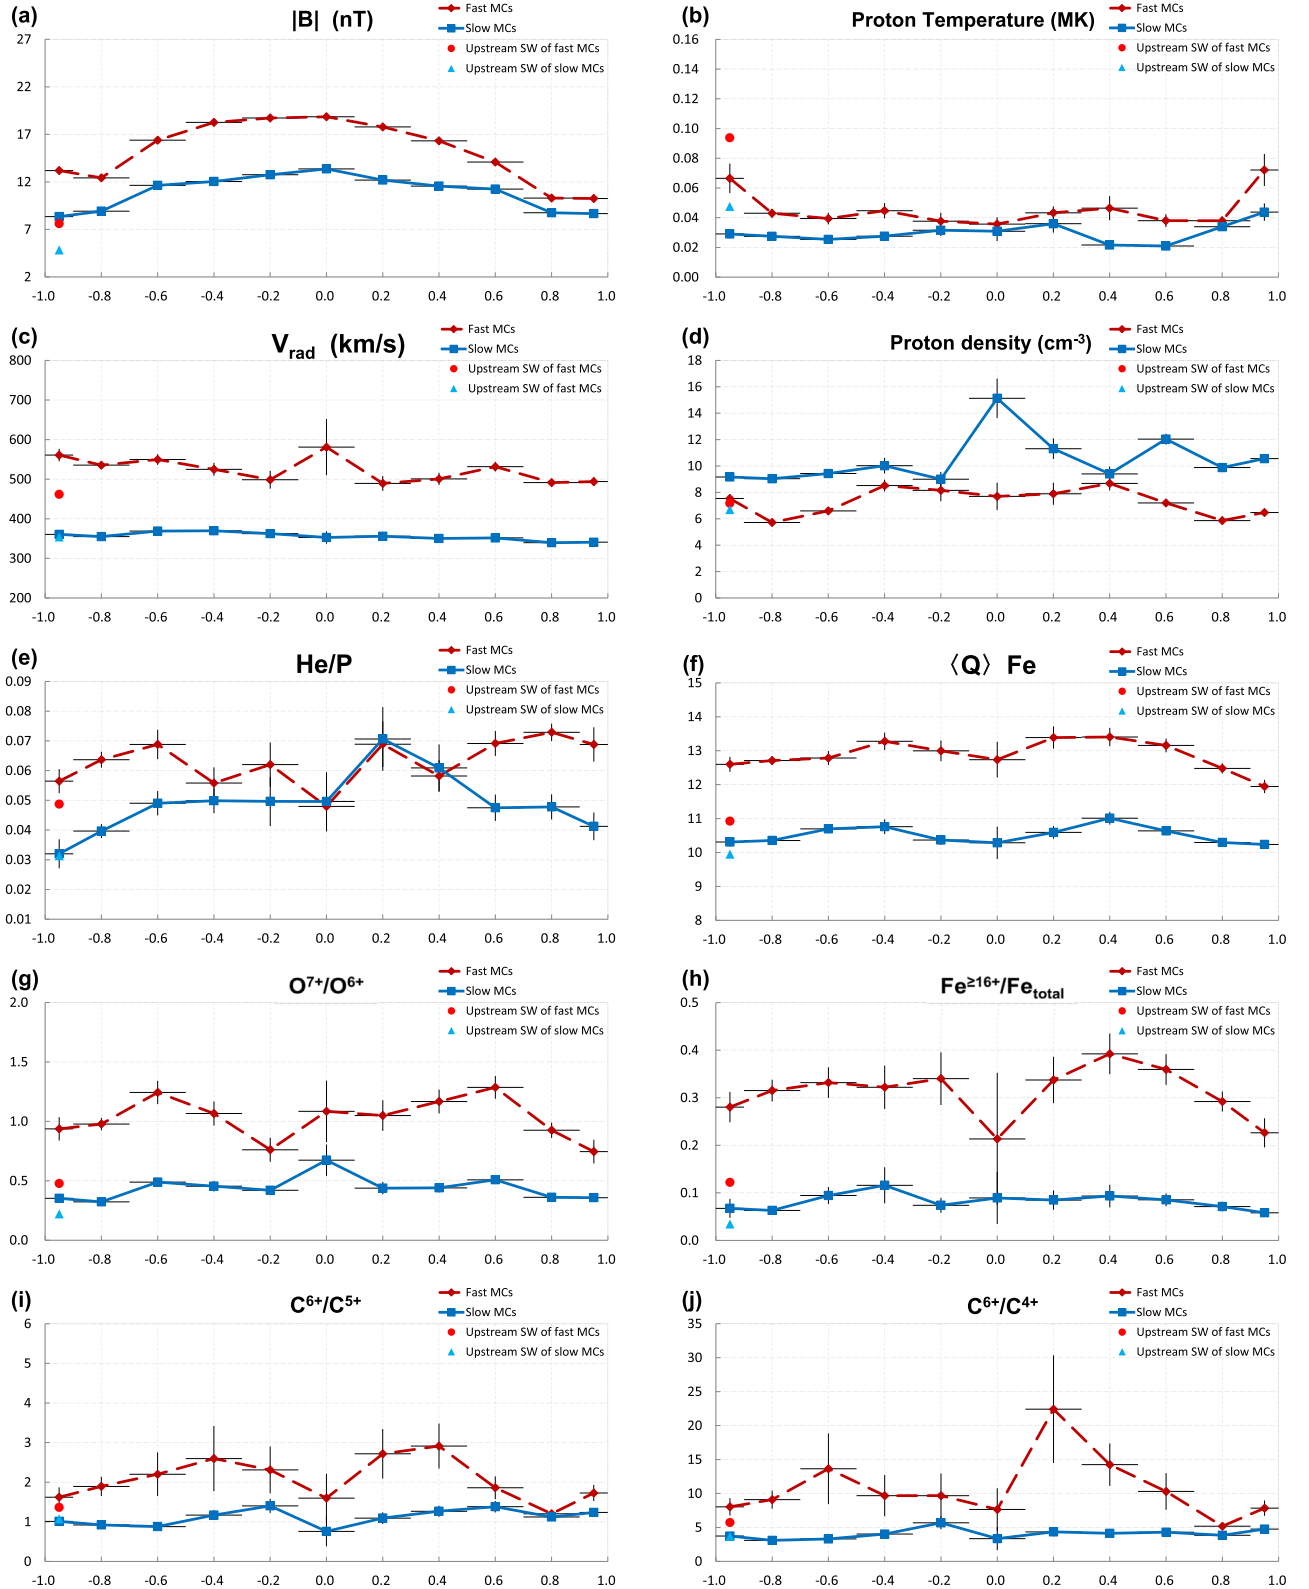 (a) |B| (nT)
Fast MCs
Slow MCs
Upstream SW of fast MCs
Upstream SW of slow MCs
27
22
17
12
7
2
-1.0 -0.8 -0.6 -0.4 -0.2 0.0 0.2 0.4 0.6 0.8 1.0
(b) Proton Temperature (MK)
Fast MCs
Slow MCs
Upstream SW of fast MCs
Upstream SW of slow MCs
0.16
0.14
0.12
0.10
0.08
0.06
0.04
0.02
0.00
-1.0 -0.8 -0.6 -0.4 -0.2 0.0 0.2 0.4 0.6 0.8 1.0
(c) Vrad (km/s)
Fast MCs
Slow MCs
Upstream SW of fast MCs
Upstream SW of fast MCs
800
700
600
500
400
300
200
-1.0 -0.8 -0.6 -0.4 -0.2 0.0 0.2 0.4 0.6 0.8 1.0
(d) Proton density (cm-3)
Fast MCs
Slow MCs
Upstream SW of fast MCs
Upstream SW of slow MCs
18
16
14
12
10
8
6
4
2
0
-1.0 -0.8 -0.6 -0.4 -0.2 0.0 0.2 0.4 0.6 0.8 1.0
(e) He/P
Fast MCs
Slow MCs
Upstream SW of fast MCs
Upstream SW of slow MCs
0.09
0.08
0.07
0.06
0.05
0.04
0.03
0.02
0.01
-1.0 -0.8 -0.6 -0.4 -0.2 0.0 0.2 0.4 0.6 0.8 1.0
(f) 〈Q〉 Fe
Fast MCs
Slow MCs
Upstream SW of fast MCs
Upstream SW of slow MCs
15
14
13
12
11
10
9
8
-1.0 -0.8 -0.6 -0.4 -0.2 0.0 0.2 0.4 0.6 0.8 1.0
(g) O7+/O6+
Fast MCs
Slow MCs
Upstream SW of fast MCs
Upstream SW of slow MCs
2.0
1.5
1.0
0.5
0.0
-1.0 -0.8 -0.6 -0.4 -0.2 0.0 0.2 0.4 0.6 0.8 1.0
(h) Fe≥16+/Fetotal
Fast MCs
Slow MCs
Upstream SW of fast MCs
Upstream SW of slow MCs
0.5
0.4
0.3
0.2
0.1
0.0
-1.0 -0.8 -0.6 -0.4 -0.2 0.0 0.2 0.4 0.6 0.8 1.0
(i) C6+/C5+
Fast MCs
Slow MCs
Upstream SW of fast MCs
Upstream SW of slow MCs
6
5
4
3
2
1
0
-1.0 -0.8 -0.6 -0.4 -0.2 0.0 0.2 0.4 0.6 0.8 1.0
(j) C6+/C4+
Fast MCs
Slow MCs
Upstream SW of fast MCs
Upstream SW of slow MCs
35
30
25
20
15
10
5
0
-1.0 -0.8 -0.6 -0.4 -0.2 0.0 0.2 0.4 0.6 0.8 1.0